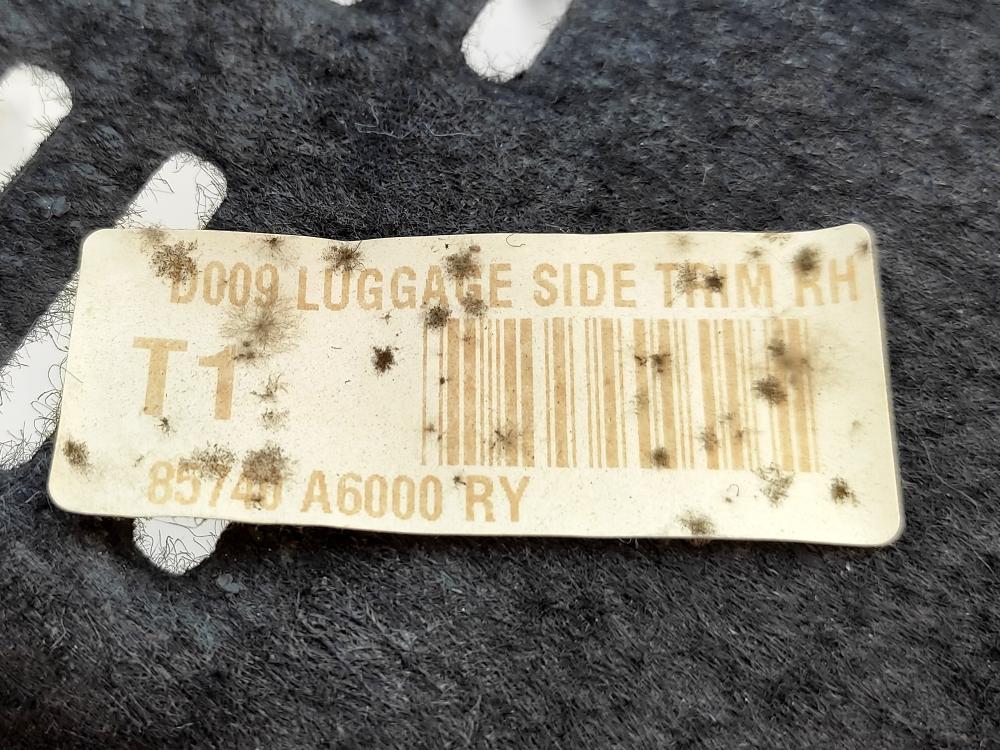 D009 LUGGAGE SIDE TRIM RH
T1
85740 A6000 RY